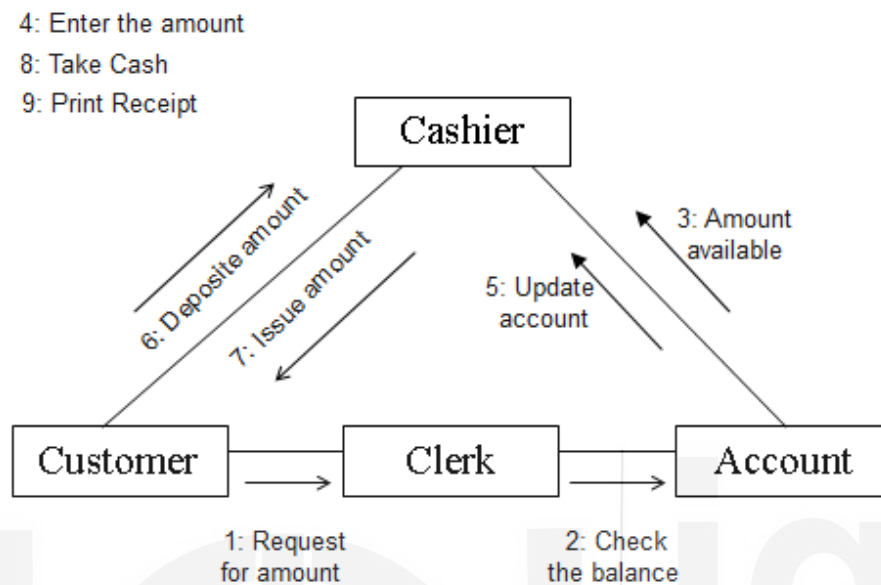 4: Enter the amount
8: Take Cash
9: Print Receipt
Cashier
6: Deposite amount
7: Issue amount
3: Amount
available
5: Update
account
Customer
Clerk
Account
1: Request
for amount
2: Check
the balance